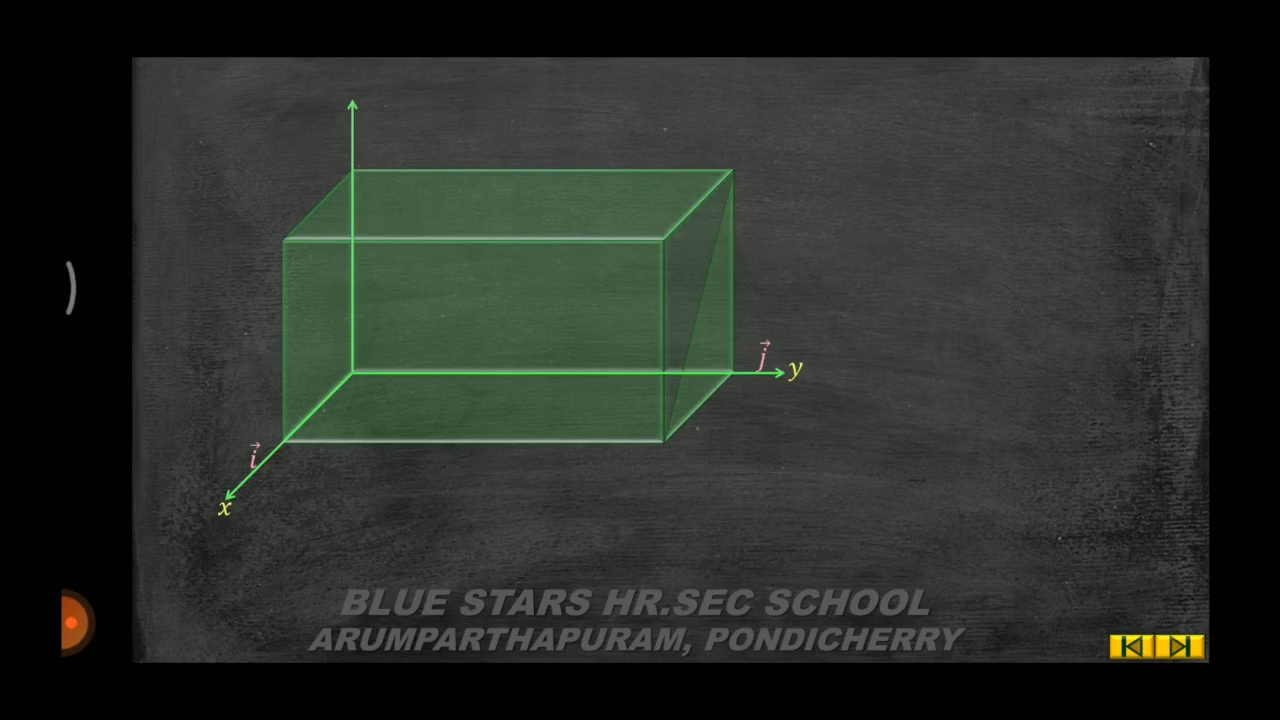 j⃗
y
i⃗
x
BLUE STARS HR.SEC SCHOOL
ARUMPARTHAPURAM, PONDICHERRY